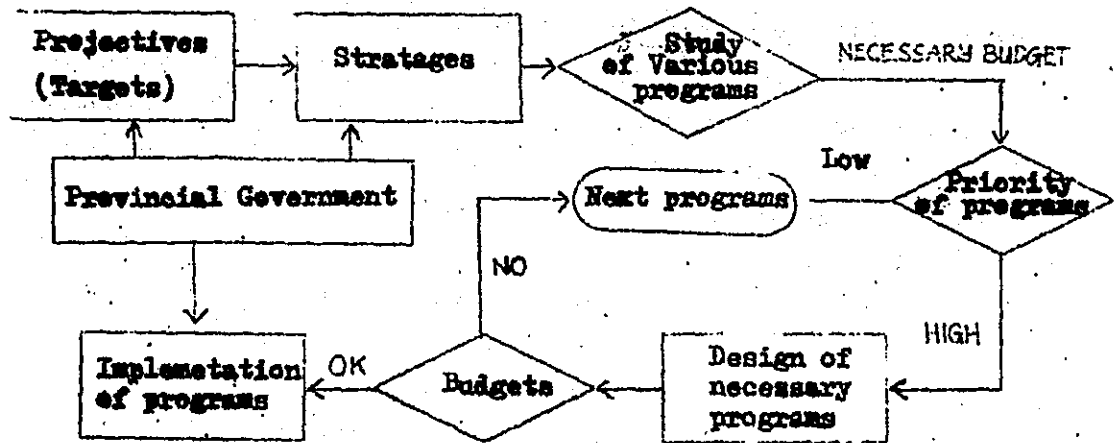 Projectives
(Targets)
Stratages
Study
of Various
programs
NECESSARY BUDGET
Provincial Government
Next programs
Low
Priority
of programs
NO
HIGH
Implemetation
of programs
OK
Budgets
Design of
necessary
programs